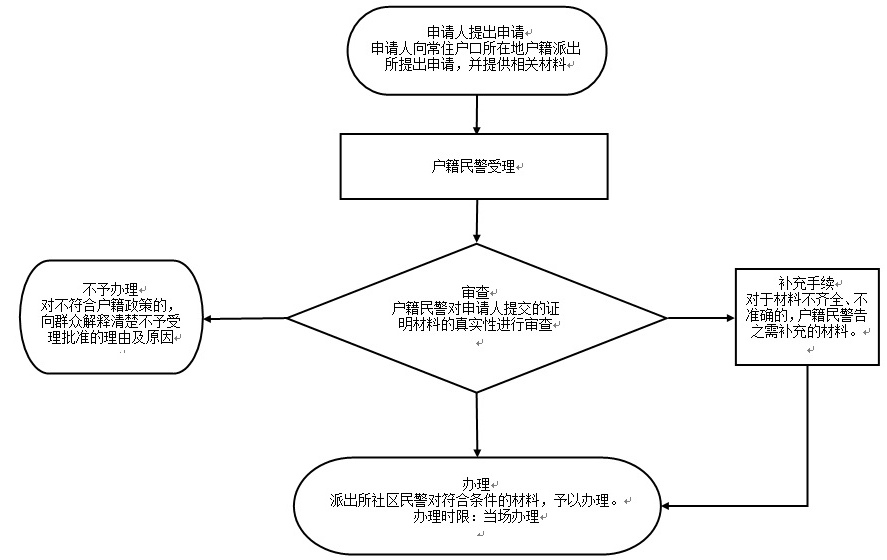 申请人提出申请
申请人向常住户口所在地户籍派出
所提出申请，并提供相关材料
户籍民警受理
审查
户籍民警对申请人提交的证
明材料的真实性进行审查
不予办理
对不符合户籍政策的，
向群众解释清楚不予受
理批准的理由及原因
补充手续
对于材料不齐全、不
准确的，户籍民警告
之需补充的材料。
办理
派出所社区民警对符合条件的材料，予以办理。
办理时限：当场办理